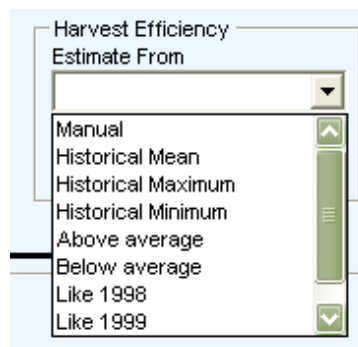 Harvest Efficiency
Estimate From
Manual
Historical Mean
Historical Maximum
Historical Minimum
Above average
Below average
Like 1998
Like 1999